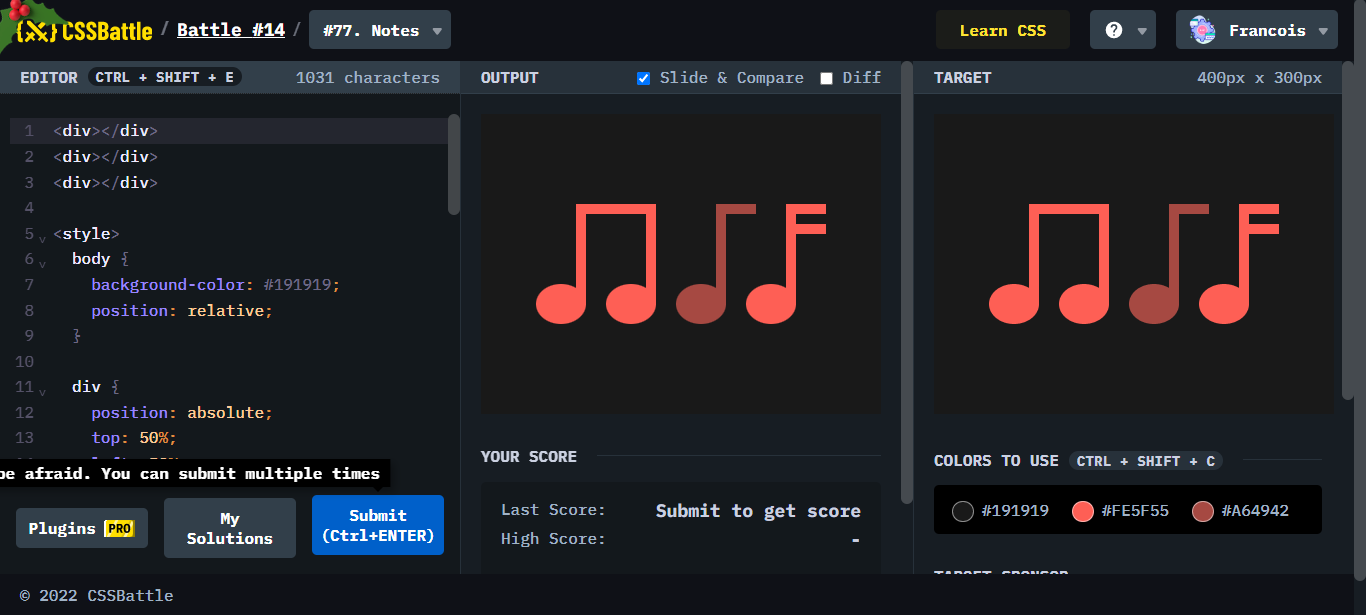 CSSBattle / Battle #14 / #77. Notes
Learn CSS
?
Francois
EDITOR CTRL + SHIFT + E 1031 characters
OUTPUT Slide & Compare Diff
TARGET 400px x 300px
1 <div></div>
2 <div></div>
3 <div></div>
4
5 <style>
6 body {
7 background-color: #191919;
8 position: relative;
9 }
10
11 div {
12 position: absolute;
13 top: 50%;
be afraid. You can submit multiple times
Plugins PRO
My
Solutions
Submit
(Ctrl+ENTER)
YOUR SCORE
Last Score: Submit to get score
High Score: -
COLORS TO USE CTRL + SHIFT + C
#191919 #FE5F55 #A64942
TARGET SPONSOR
© 2022 CSSBattle